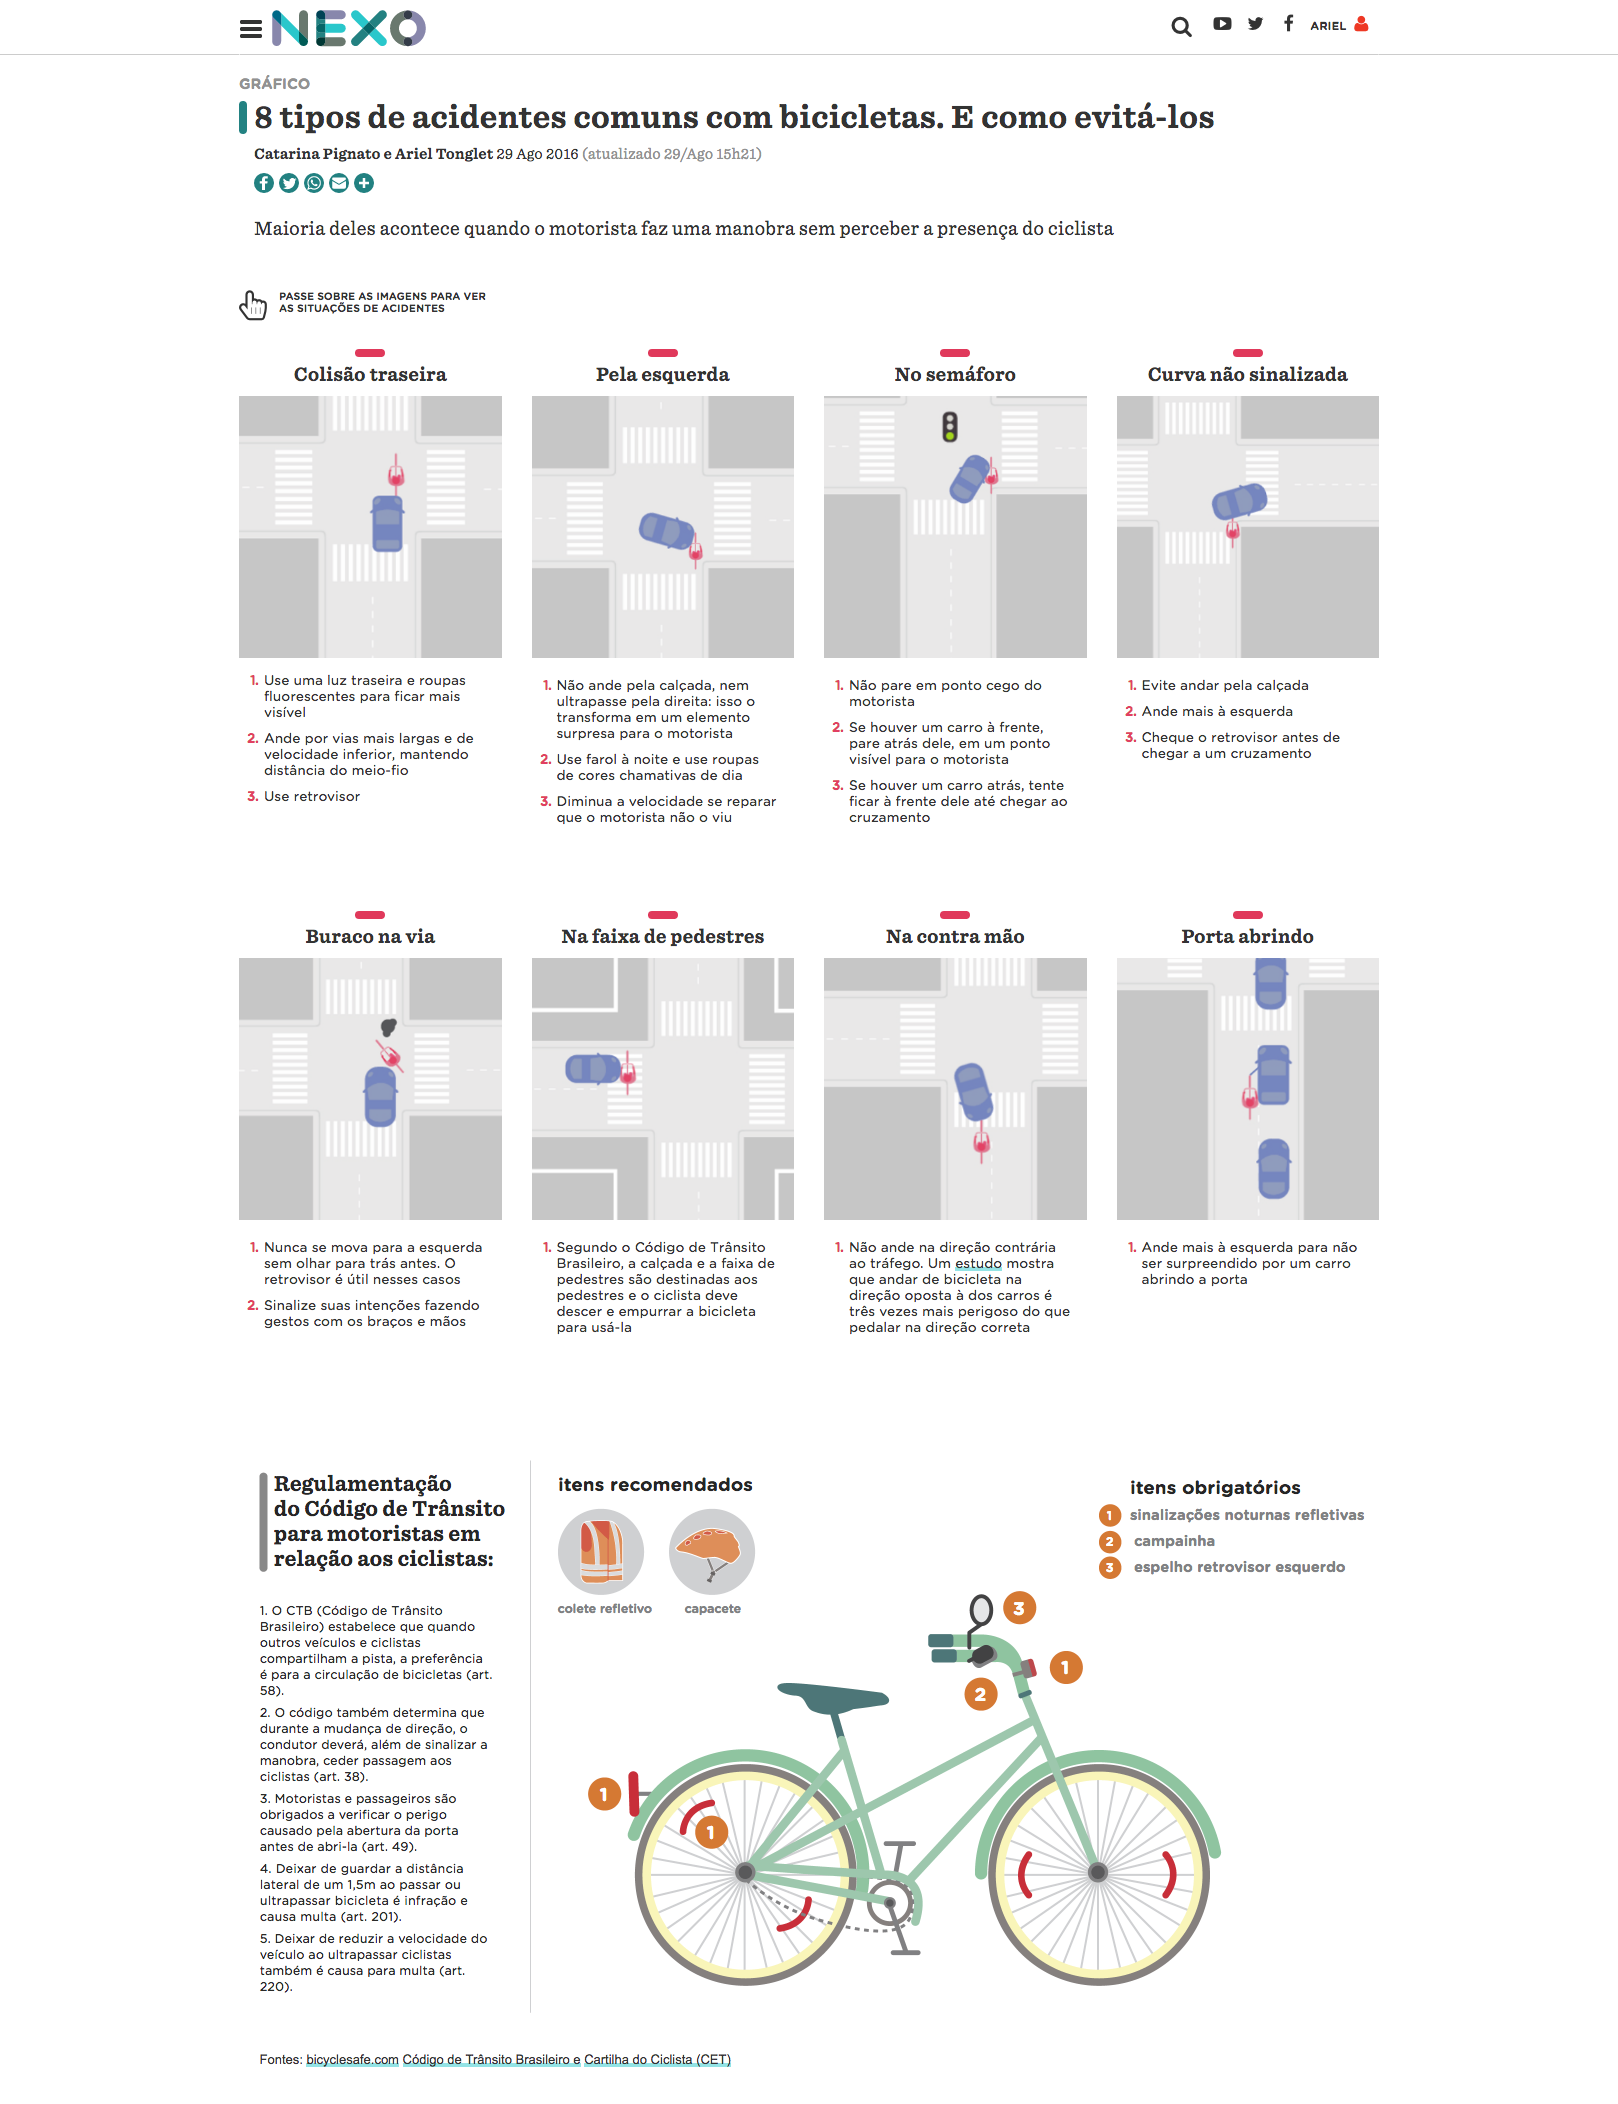 NEXO
ARIEL
GRÁFICO
8 tipos de acidentes comuns com bicicletas. E como evitá-los
Catarina Pignato e Ariel Tonglet 29 Ago 2016 (atualizado 29/Ago 15h21)
Maioria deles acontece quando o motorista faz uma manobra sem perceber a presença do ciclista
PASSE SOBRE AS IMAGENS PARA VER
AS SITUAÇÕES DE ACIDENTES
Colisão traseira
1. Use uma luz traseira e roupas
fluorescentes para ficar mais
visível
2. Ande por vias mais largas e de
velocidade inferior, mantendo
distância do meio-fio
3. Use retrovisor
Pela esquerda
1. Não ande pela calçada, nem
ultrapasse pela direita: isso o
transforma em um elemento
surpresa para o motorista
2. Use farol à noite e use roupas
de cores chamativas de dia
3. Diminua a velocidade se reparar
que o motorista não o viu
No semáforo
1. Não pare em ponto cego do
motorista
2. Se houver um carro à frente,
pare atrás dele, em um ponto
visível para o motorista
3. Se houver um carro atrás, tente
ficar à frente dele até chegar ao
cruzamento
Curva não sinalizada
1. Evite andar pela calçada
2. Ande mais à esquerda
3. Cheque o retrovisor antes de
chegar a um cruzamento
Buraco na via
1. Nunca se mova para a esquerda
sem olhar para trás antes. O
retrovisor é útil nesses casos
2. Sinalize suas intenções fazendo
gestos com os braços e mãos
Na faixa de pedestres
1. Segundo o Código de Trânsito
Brasileiro, a calçada e a faixa de
pedestres são destinadas aos
pedestres e o ciclista deve
descer e empurrar a bicicleta
para usá-la
Na contra mão
1. Não ande na direção contrária
ao tráfego. Um estudo mostra
que andar de bicicleta na
direção oposta à dos carros é
três vezes mais perigoso do que
pedalar na direção correta
Porta abrindo
1. Ande mais à esquerda para não
ser surpreendido por um carro
abrindo a porta
Regulamentação
do Código de Trânsito
para motoristas em
relação aos ciclistas:
1. O CTB (Código de Trânsito
Brasileiro) estabelece que quando
outros veículos e ciclistas
compartilham a pista, a preferência
é para a circulação de bicicletas (art.
58).
2. O código também determina que
durante a mudança de direção, o
condutor deverá, além de sinalizar a
manobra, ceder passagem aos
ciclistas (art. 38).
3. Motoristas e passageiros são
obrigados a verificar o perigo
causado pela abertura da porta
antes de abri-la (art. 49).
4. Deixar de guardar a distância
lateral de um 1,5m ao passar ou
ultrapassar bicicleta é infração e
causa multa (art. 201).
5. Deixar de reduzir a velocidade do
veículo ao ultrapassar ciclistas
também é causa para multa (art.
220).
itens recomendados
colete refletivo
capacete
itens obrigatórios
1 sinalizações noturnas refletivas
2 campainha
3 espelho retrovisor esquerdo
3
1
2
1
1
Fontes: bicyclesafe.com Código de Trânsito Brasileiro e Cartilha do Ciclista (CET)